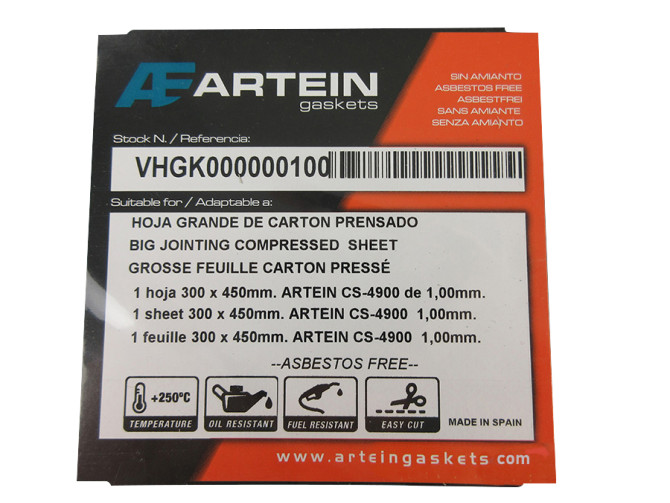 AE ARTEIN
gaskets
SIN AMIANTO
ASBESTOS FREE
ASBESTFREI
SANS AMIANTE
SENZA AMIANTO
Stock N. / Referencia:
VHGK000000100
Suitable for / Adaptable a:
HOJA GRANDE DE CARTON PRENSADO
BIG JOINTING COMPRESSED SHEET
GROSSE FEUILLE CARTON PRESSÉ
1 hoja 300 x 450mm. ARTEIN CS-4900 de 1,00mm.
1 sheet 300 x 450mm. ARTEIN CS-4900 1,00mm.
1 feuille 300 x 450mm. ARTEIN CS-4900 1,00mm.
--ASBESTOS FREE--
+250ºC
TEMPERATURE
OIL RESISTANT
FUEL RESISTANT
EASY CUT
MADE IN SPAIN
www.arteingaskets com